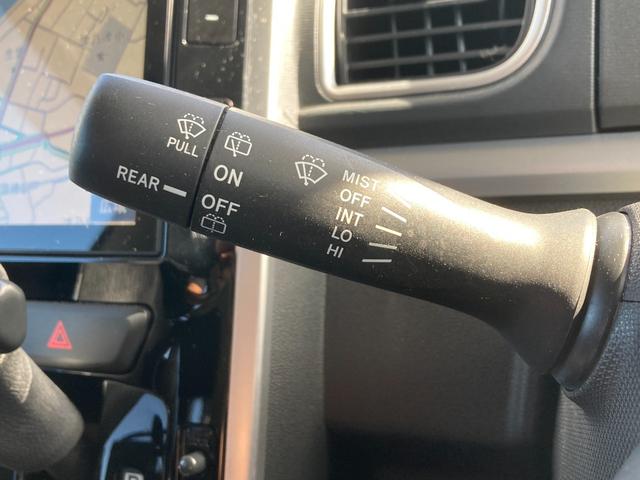 PULL
REAR
ON
OFF
MIST
OFF
INT
LO
HI